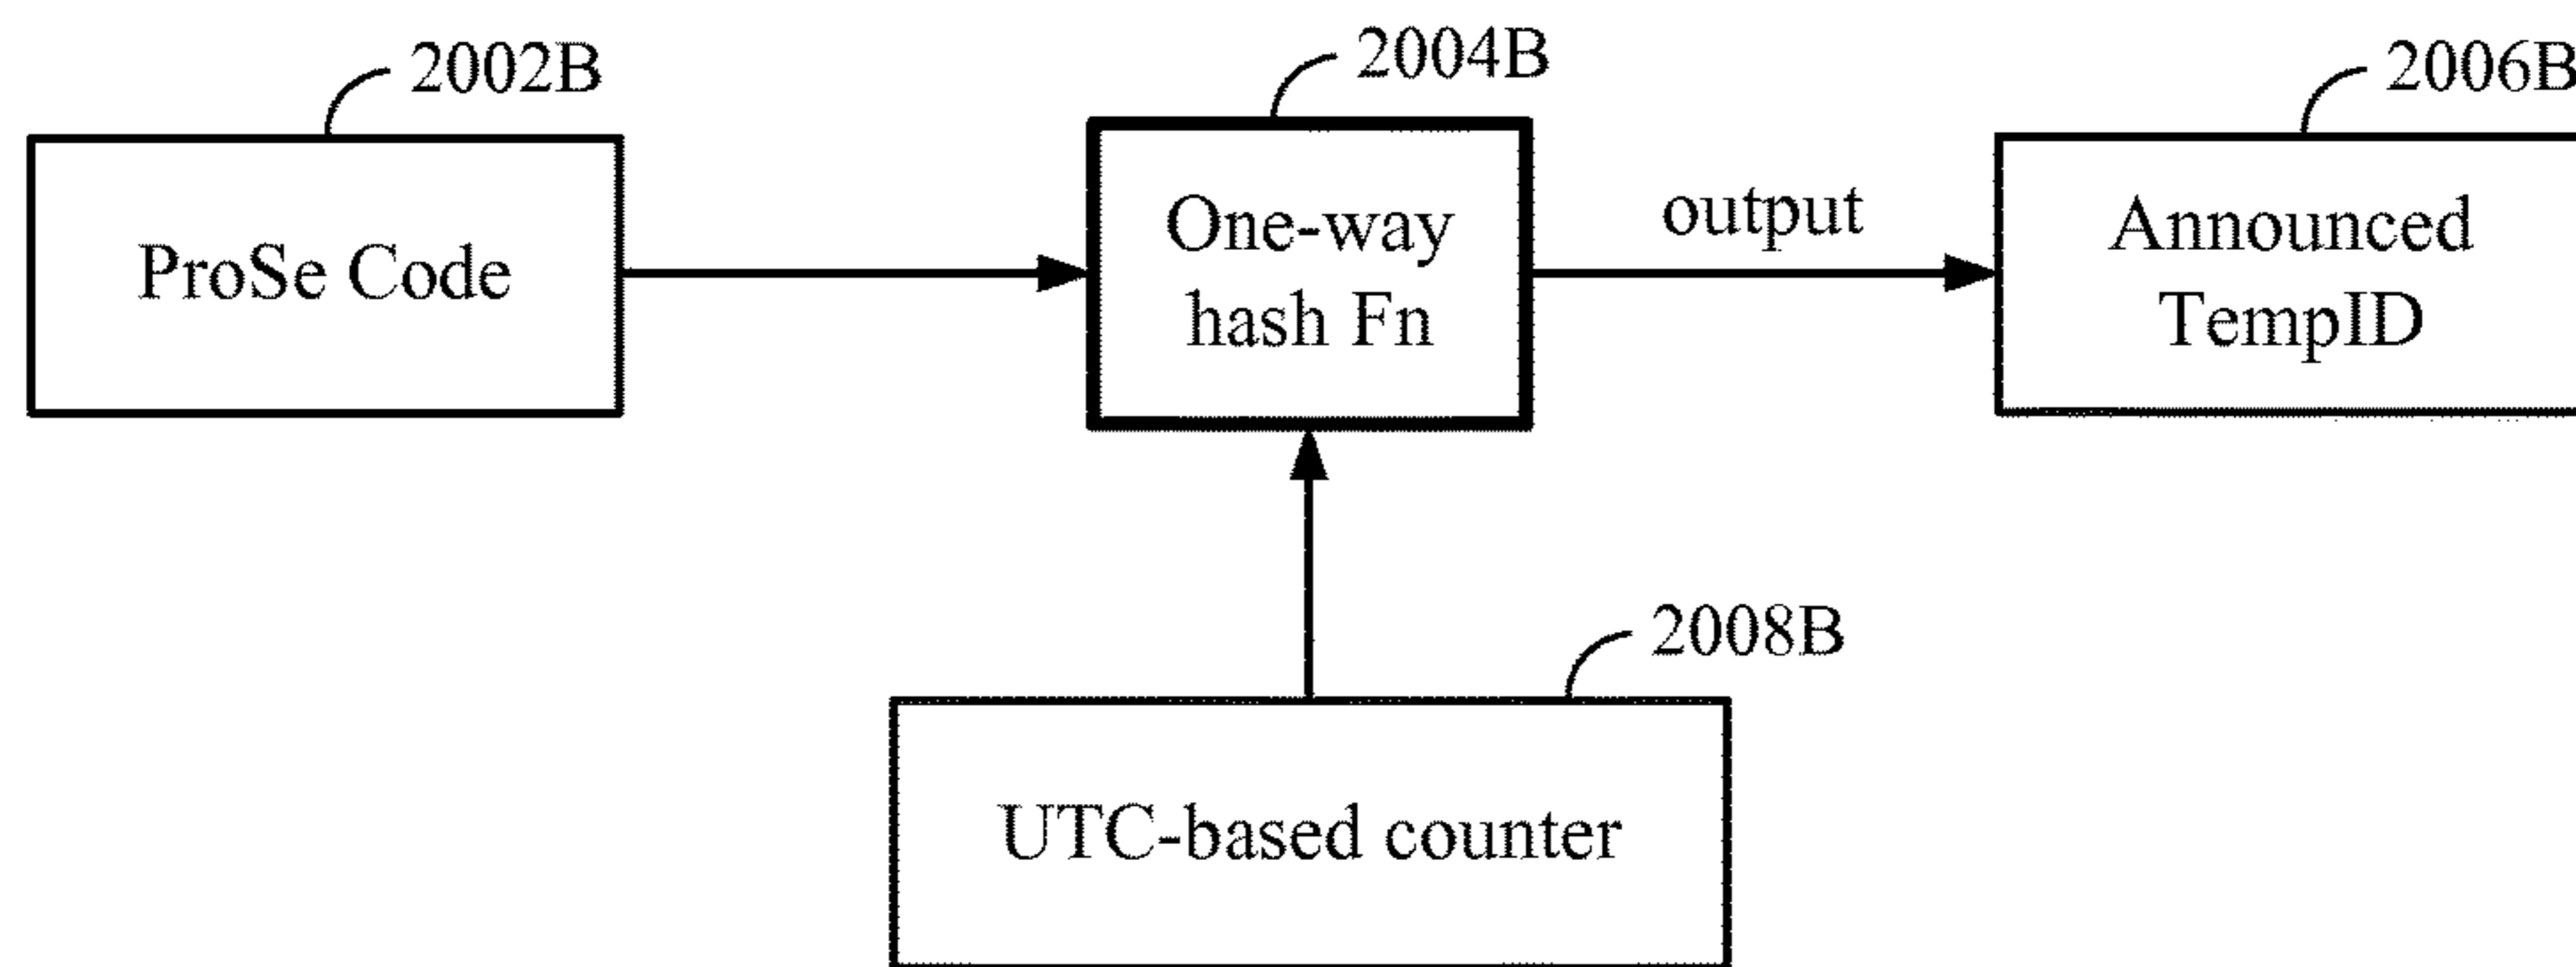 2002B
2004B
2006B
ProSe Code
One-way
hash Fn
output
Announced
TempID
2008B
UTC-based counter